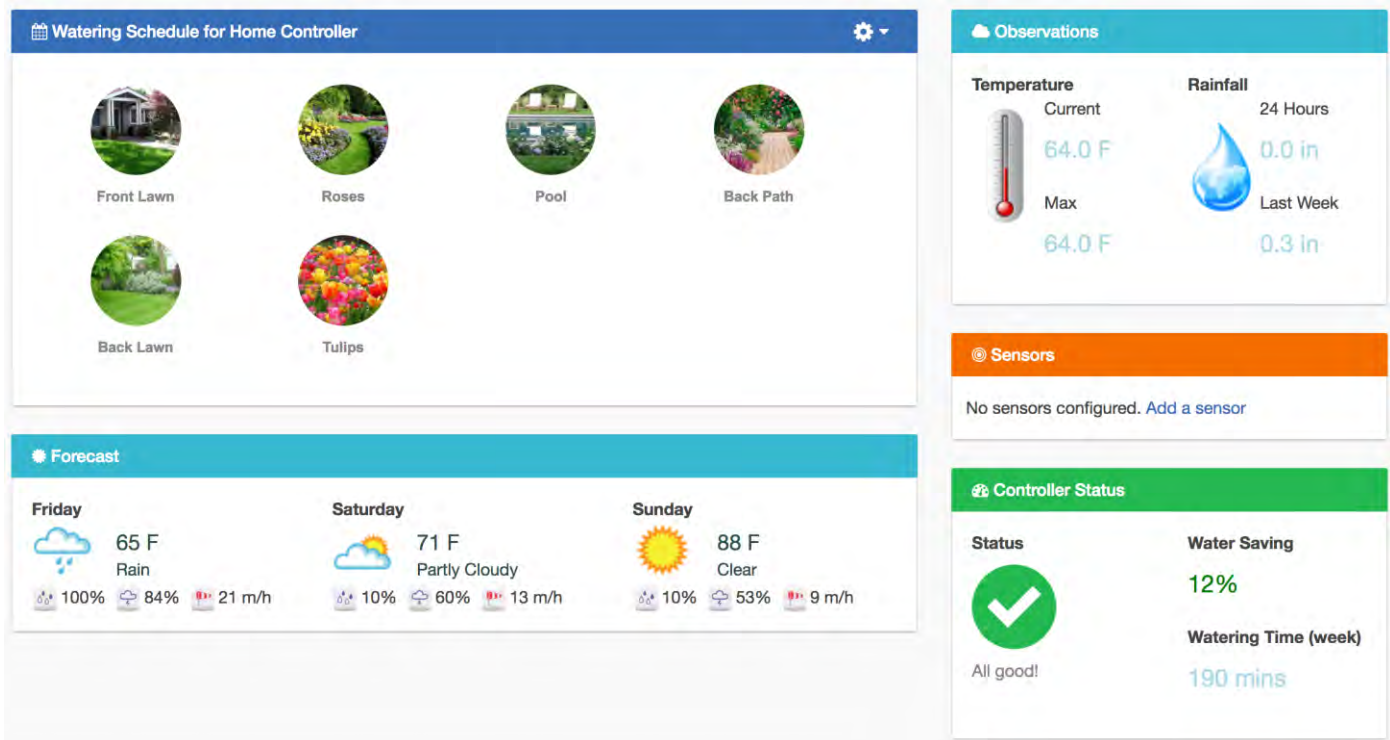 Watering Schedule for Home Controller
Front Lawn
Roses
Pool
Back Path
Back Lawn
Tulips
Forecast
Friday
65 F
Rain
100% 84% 21 m/h
Saturday
71 F
Partly Cloudy
10% 60% 13 m/h
Sunday
88 F
Clear
10% 53% 9 m/h
Observations
Temperature
Current
64.0 F
Max
64.0 F
Rainfall
24 Hours
0.0 in
Last Week
0.3 in
Sensors
No sensors configured. Add a sensor
Controller Status
Status
All good!
Water Saving
12%
Watering Time (week)
190 mins